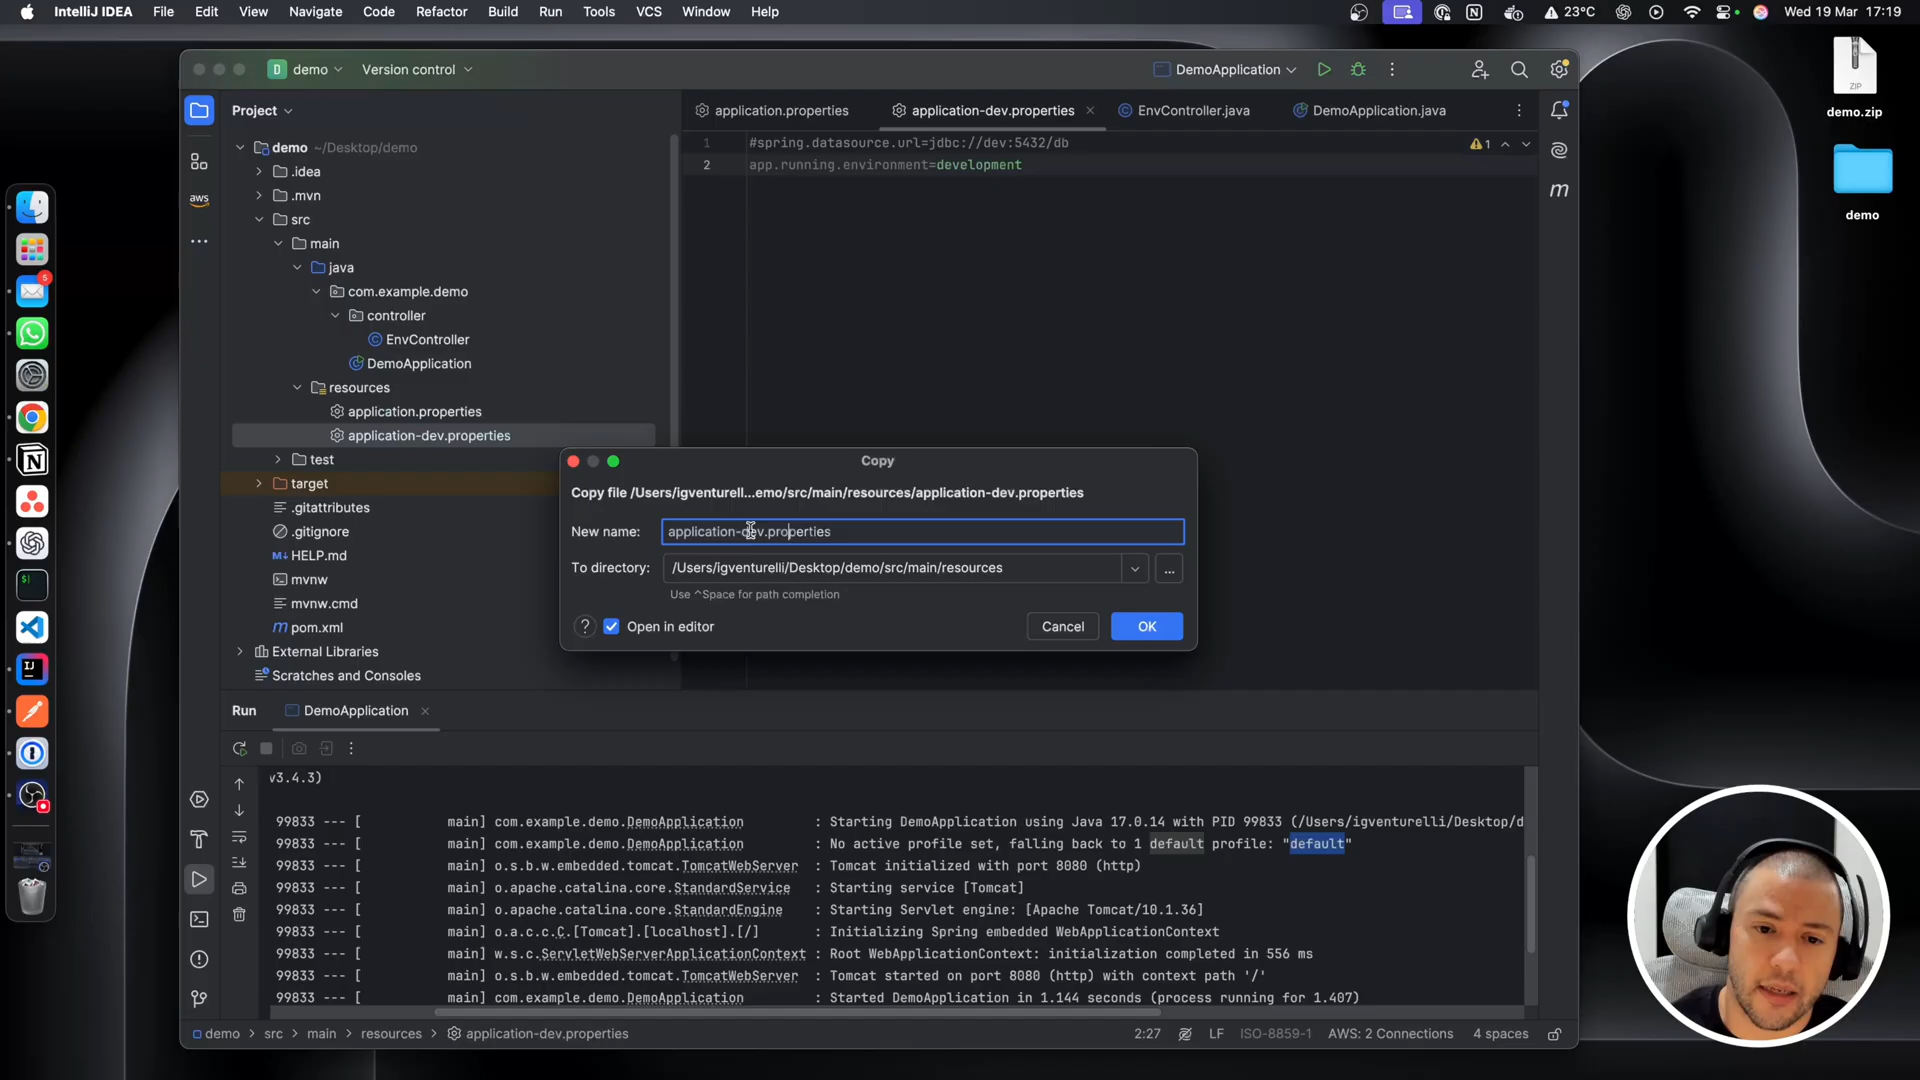 IntelliJ IDEA File Edit View Navigate Code Refactor Build Run Tools VCS Window Help 23°C Wed 19 Mar 17:19
ZIP
demo.zip
demo
5
D demo Version control DemoApplication
Project
application.properties application-dev.properties EnvController.java DemoApplication.java
1 #spring.datasource.url=jdbc://dev:5432/db 1
2 app.running.environment=development
aws
m
demo ~/Desktop/demo
.idea
.mvn
src
main
java
com.example.demo
controller
EnvController
DemoApplication
resources
application.properties
application-dev.properties
test
target
.gitattributes
.gitignore
M↓ HELP.md
mvnw
mvnw.cmd
m pom.xml
External Libraries
Scratches and Consoles
Copy
Copy file /Users/igventurell...emo/src/main/resources/application-dev.properties
New name: application-dev.properties
To directory: /Users/igventurelli/Desktop/demo/src/main/resources ...
Use ^Space for path completion
? Open in editor Cancel OK
Run DemoApplication
v3.4.3)
99833 --- [ main] com.example.demo.DemoApplication : Starting DemoApplication using Java 17.0.14 with PID 99833 (/Users/igventurelli/Desktop/d
99833 --- [ main] com.example.demo.DemoApplication : No active profile set, falling back to 1 default profile: "default"
99833 --- [ main] o.s.b.w.embedded.tomcat.TomcatWebServer : Tomcat initialized with port 8080 (http)
99833 --- [ main] o.apache.catalina.core.StandardService : Starting service [Tomcat]
99833 --- [ main] o.apache.catalina.core.StandardEngine : Starting Servlet engine: [Apache Tomcat/10.1.36]
99833 --- [ main] o.a.c.c.C.[Tomcat].[localhost].[/] : Initializing Spring embedded WebApplicationContext
99833 --- [ main] w.s.c.ServletWebServerApplicationContext : Root WebApplicationContext: initialization completed in 556 ms
99833 --- [ main] o.s.b.w.embedded.tomcat.TomcatWebServer : Tomcat started on port 8080 (http) with context path '/'
99833 --- [ main] com.example.demo.DemoApplication : Started DemoApplication in 1.144 seconds (process running for 1.407)
demo > src > main > resources > application-dev.properties 2:27 LF ISO-8859-1 AWS: 2 Connections 4 spaces